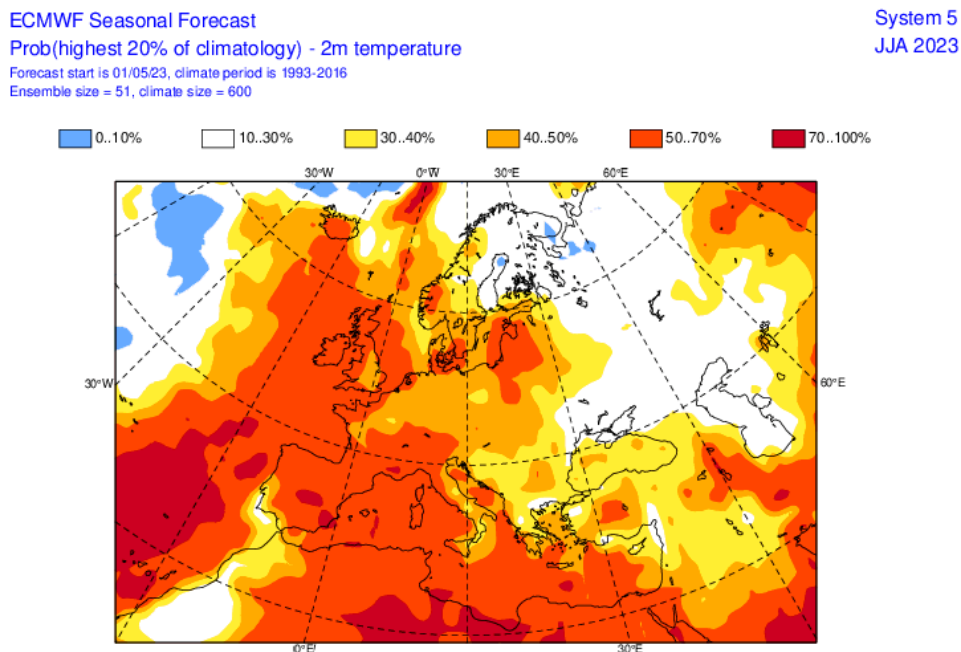 ECMWF Seasonal Forecast
System 5
Prob(highest 20% of climatology) - 2m temperature
JJA 2023
Forecast start is 01/05/23, climate period is 1993-2016
Ensemble size = 51, climate size = 600
0..10%
10..30%
30..40%
40..50%
50..70%
70..100%
30°W
0°W
30°E
60°E
30°W
60°E
0°E
30°E